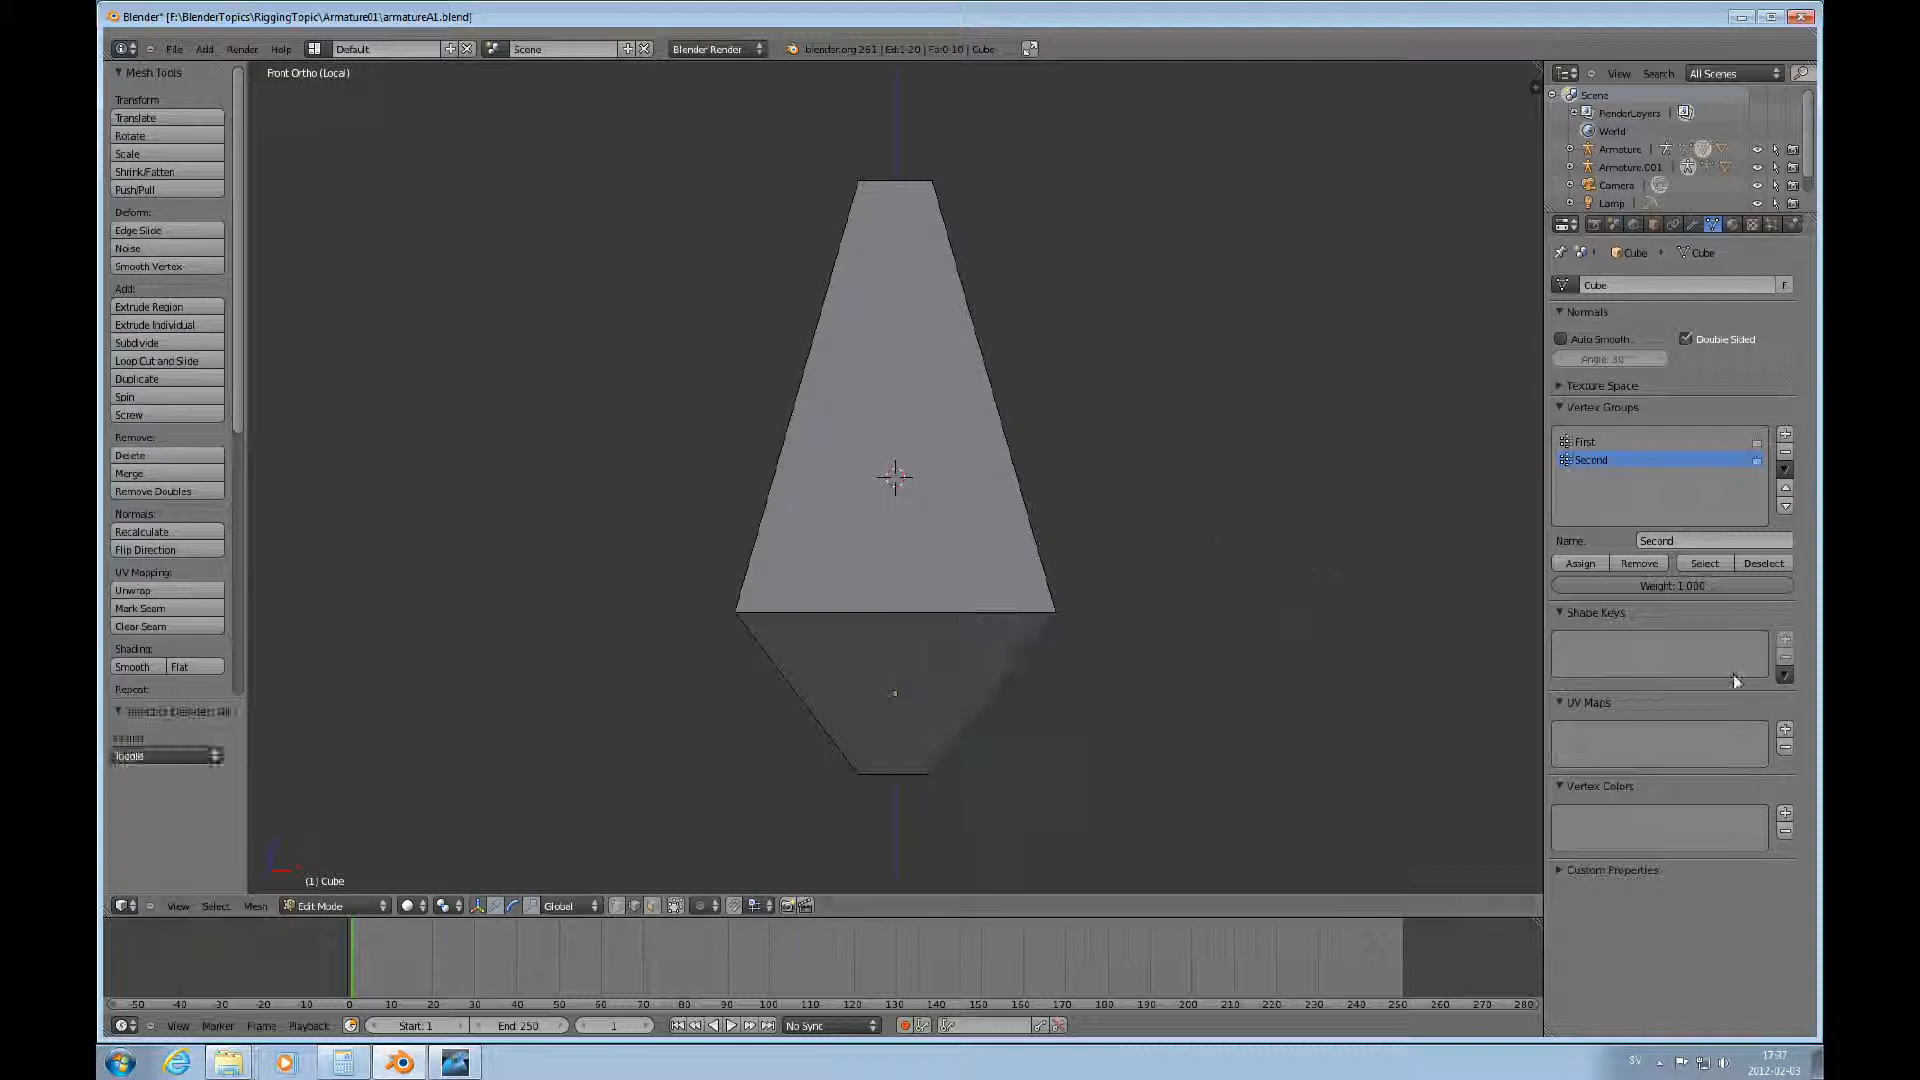 Blender* [F:\BlenderTopics\RiggingTopic\Armature01\armatureA1.blend]
File Add Render Help Default Scene Blender Render blender.org 261 | Ed:1-20 | Fa:0-10 | Cube
Mesh Tools
Transform
Translate
Rotate
Scale
Shrink/Fatten
Push/Pull
Deform:
Edge Slide
Noise
Smooth Vertex
Add:
Extrude Region
Extrude Individual
Subdivide
Loop Cut and Slide
Duplicate
Spin
Screw
Remove:
Delete
Merge
Remove Doubles
Normals:
Recalculate
Flip Direction
UV Mapping:
Unwrap
Mark Seam
Clear Seam
Shading:
Smooth Flat
Repeat:
Toggle
Front Ortho (Local)
(1) Cube
View Search All Scenes
Scene
RenderLayers
World
Armature
Armature.001
Camera
Lamp
Cube Cube
Cube F
Normals
Auto Smooth Double Sided
Angle: 30
Texture Space
Vertex Groups
First
Second
Name: Second
Assign Remove Select Deselect
Weight: 1.000
Shape Keys
UV Maps
Vertex Colors
Custom Properties
View Select Mesh Edit Mode Global
-50 -40 -30 -20 -10 0 10 20 30 40 50 60 70 80 90 100 110 120 130 140 150 160 170 180 190 200 210 220 230 240 250 260 270 280
View Marker Frame Playback Start: 1 End: 250 1 No Sync
SV 17:37
2012-02-03